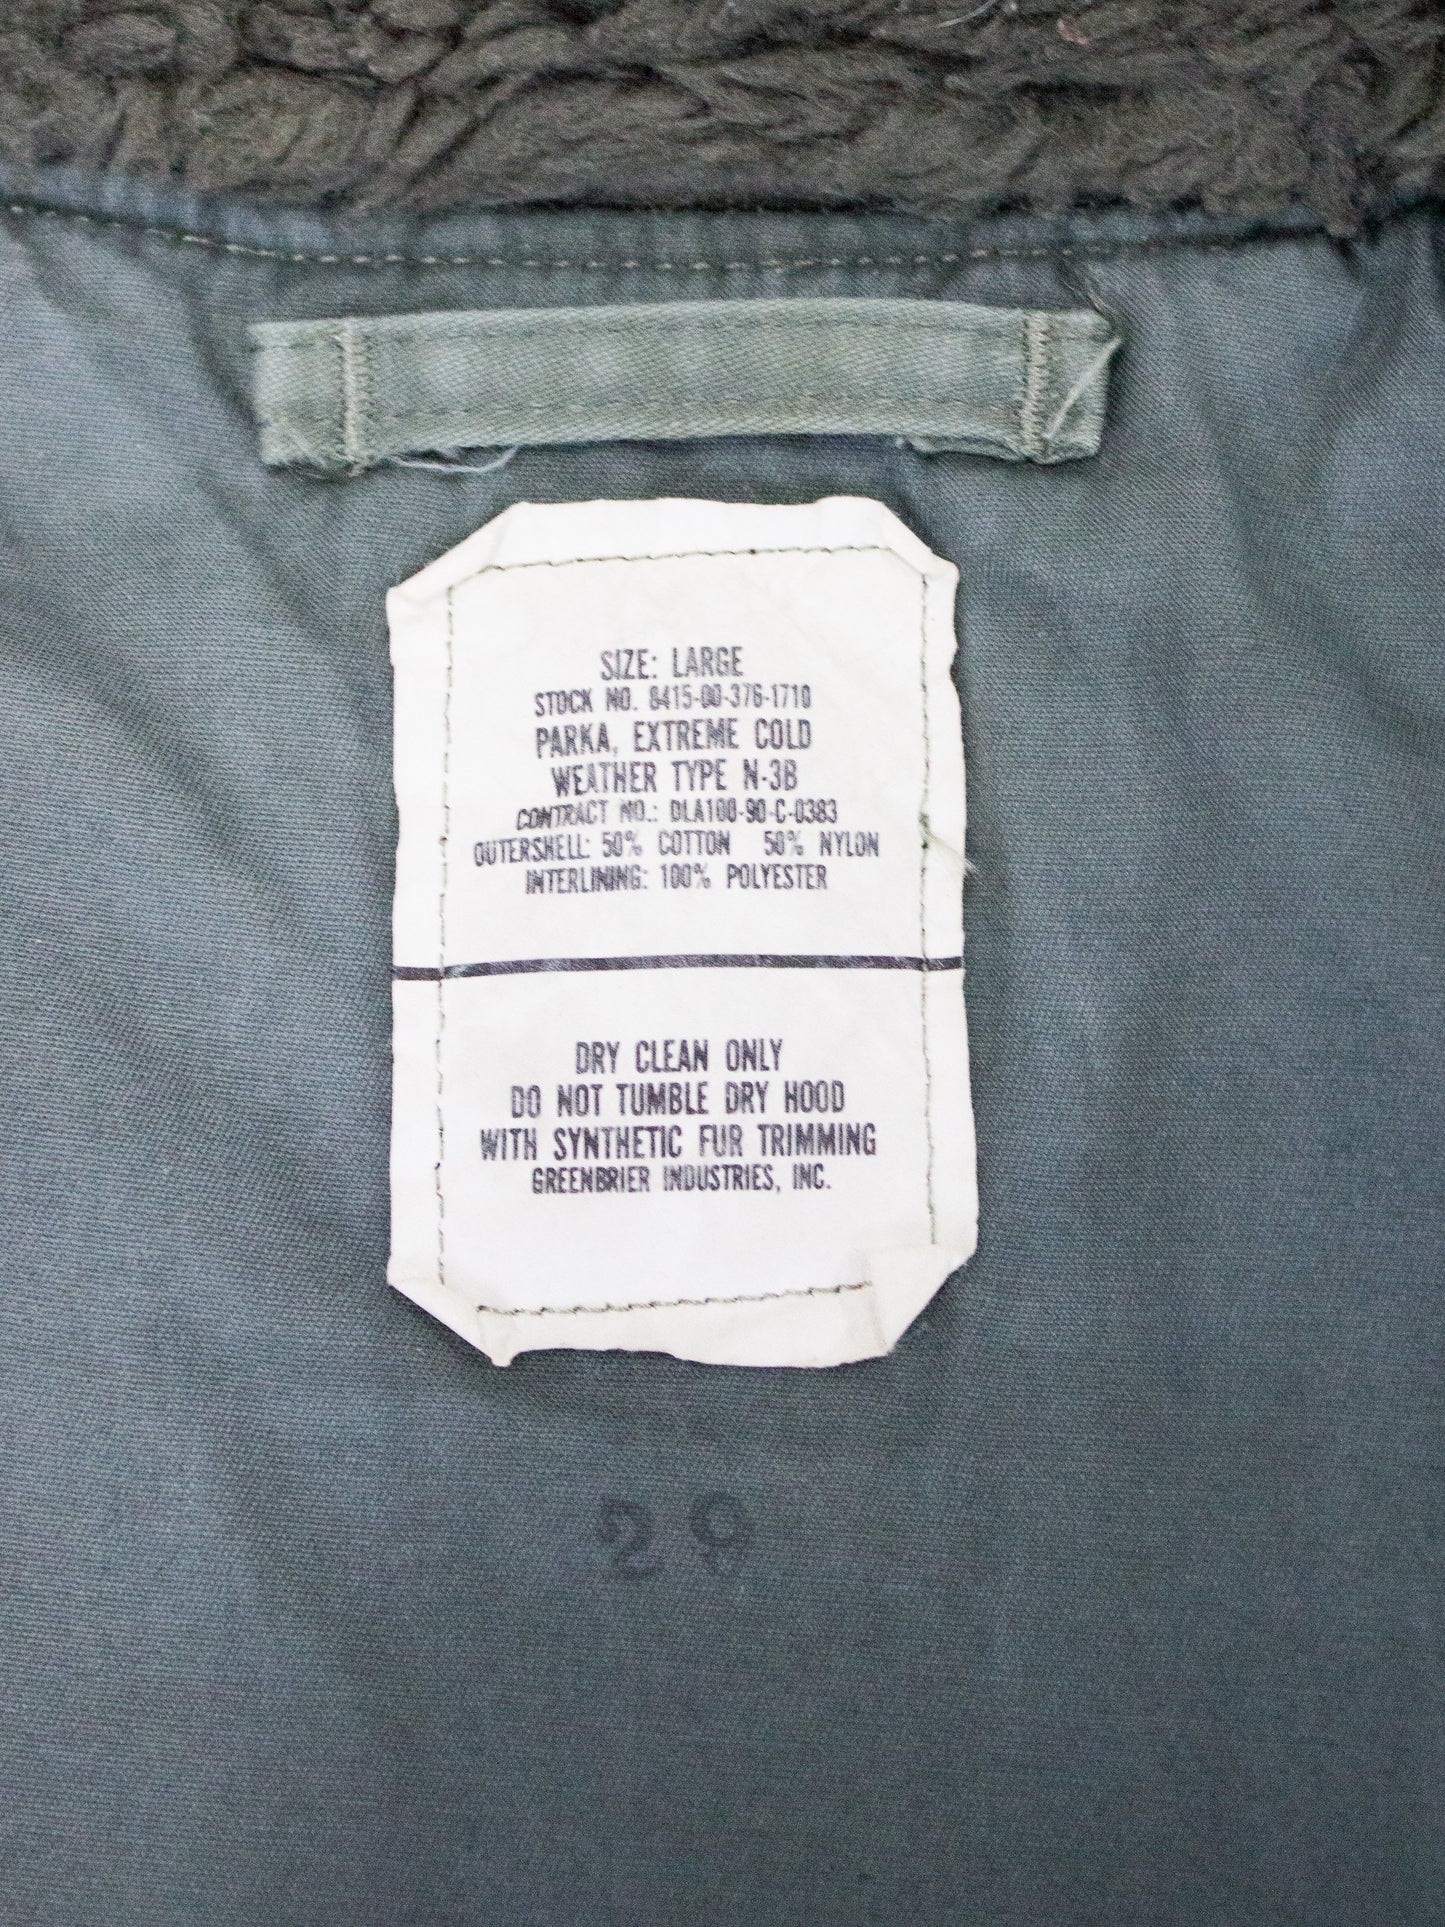 SIZE: LARGE
STOCK NO. 8415-00-376-1710
PARKA, EXTREME COLD
WEATHER TYPE N-3B
CONTRACT NO.: DLA100-90-C-0383
OUTERSHELL: 50% COTTON 50% NYLON
INTERLINING: 100% POLYESTER
DRY CLEAN ONLY
DO NOT TUMBLE DRY HOOD
WITH SYNTHETIC FUR TRIMMING
GREENBRIER INDUSTRIES, INC.
29